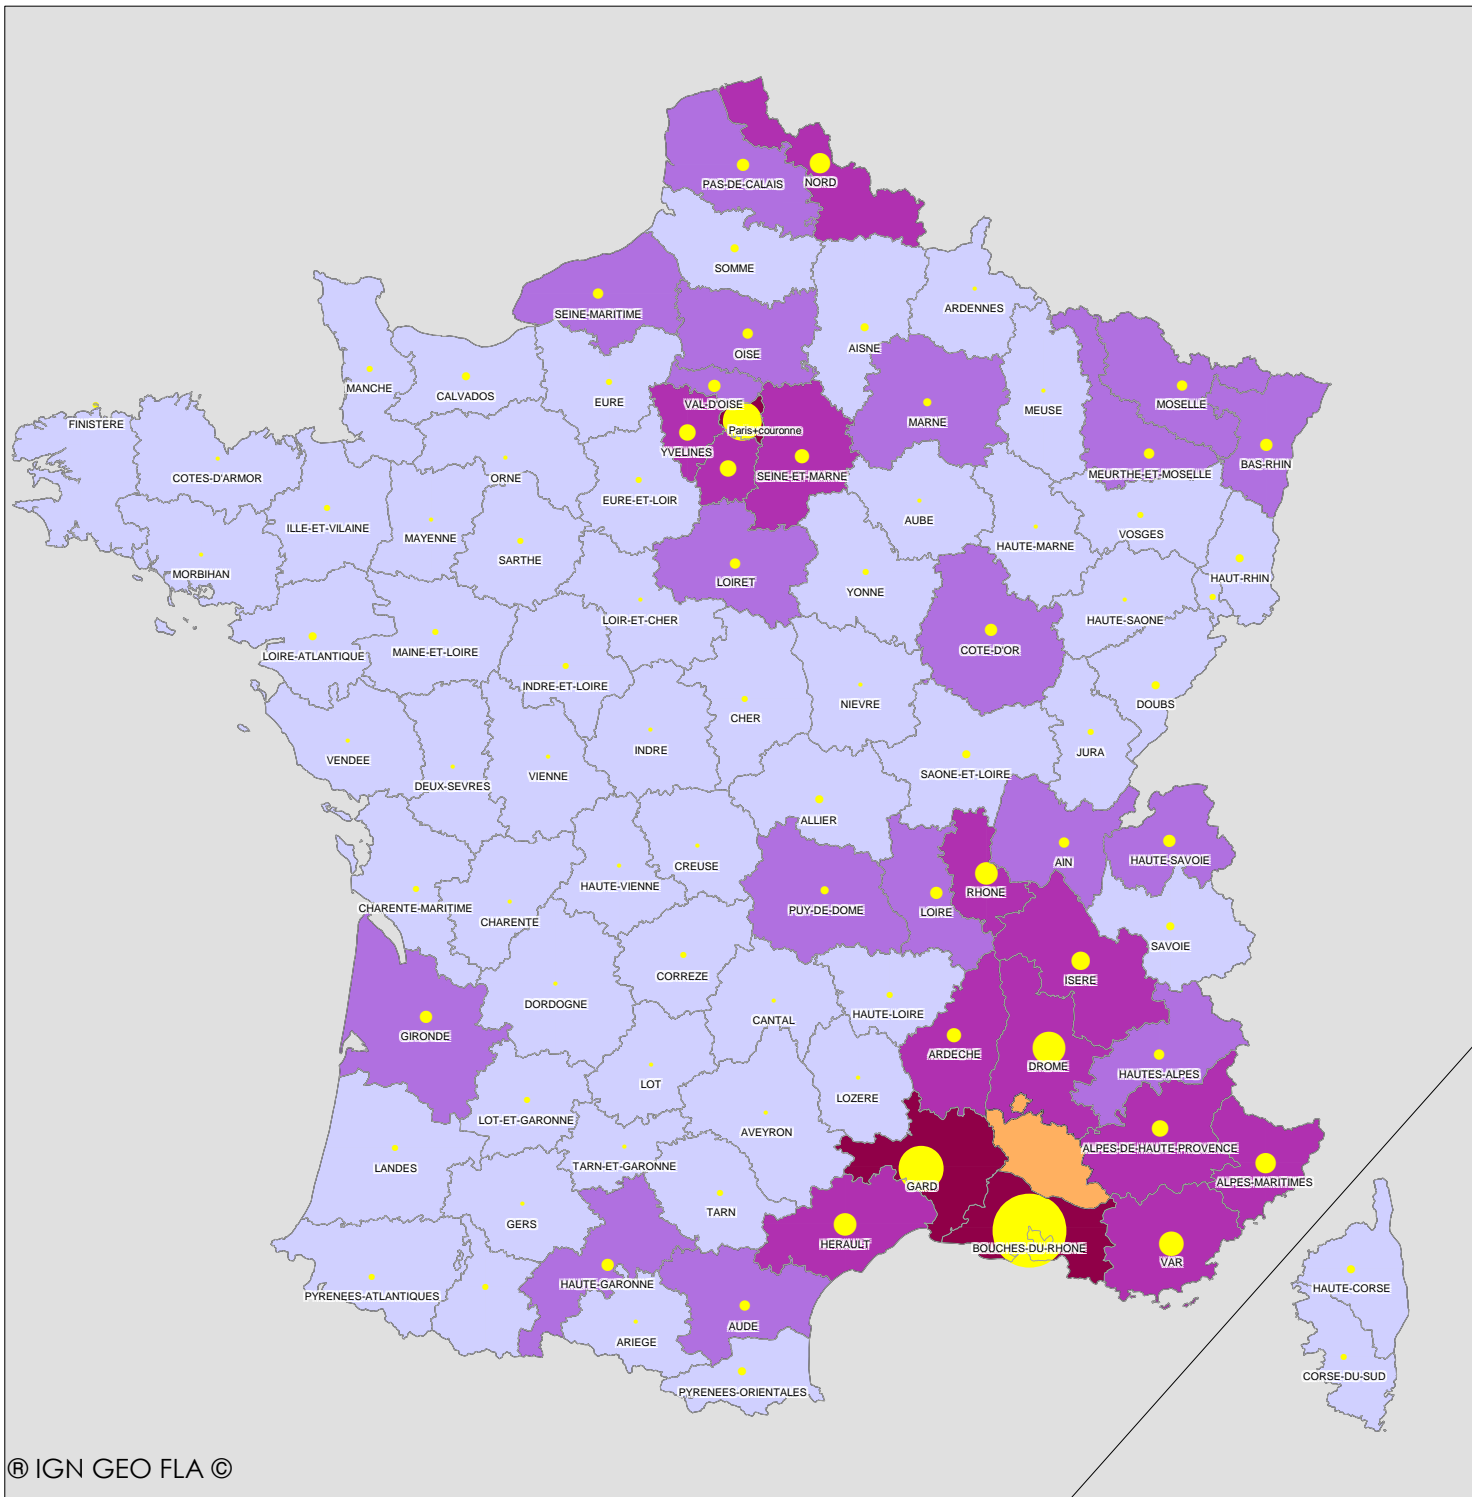 PAS-DE-CALAIS
NORD
SOMME
ARDENNES
SEINE-MARITIME
OISE
AISNE
MANCHE
CALVADOS
EURE
VAL-D'OISE
MEUSE
MOSELLE
FINISTERE
MARNE
Paris+couronne
YVELINES
BAS-RHIN
COTES-D'ARMOR
ORNE
SEINE-ET-MARNE
MEURTHE-ET-MOSELLE
EURE-ET-LOIR
ILLE-ET-VILAINE
MAYENNE
AUBE
VOSGES
HAUTE-MARNE
SARTHE
MORBIHAN
LOIRET
YONNE
HAUT-RHIN
LOIR-ET-CHER
HAUTE-SAONE
LOIRE-ATLANTIQUE
MAINE-ET-LOIRE
COTE-D'OR
INDRE-ET-LOIRE
NIEVRE
DOUBS
CHER
VENDEE
INDRE
JURA
DEUX-SEVRES
VIENNE
SAONE-ET-LOIRE
ALLIER
CREUSE
AIN
HAUTE-SAVOIE
HAUTE-VIENNE
RHONE
CHARENTE-MARITIME
CHARENTE
PUY-DE-DOME
LOIRE
SAVOIE
CORREZE
ISERE
DORDOGNE
CANTAL
HAUTE-LOIRE
GIRONDE
ARDECHE
DROME
HAUTES-ALPES
LOT
LOZERE
LOT-ET-GARONNE
AVEYRON
ALPES-DE-HAUTE-PROVENCE
LANDES
TARN-ET-GARONNE
GARD
ALPES-MARITIMES
GERS
TARN
HERAULT
BOUCHES-DU-RHONE
VAR
PYRENEES-ATLANTIQUES
HAUTE-GARONNE
HAUTE-CORSE
AUDE
ARIEGE
CORSE-DU-SUD
PYRENEES-ORIENTALES
® IGN GEO FLA ©